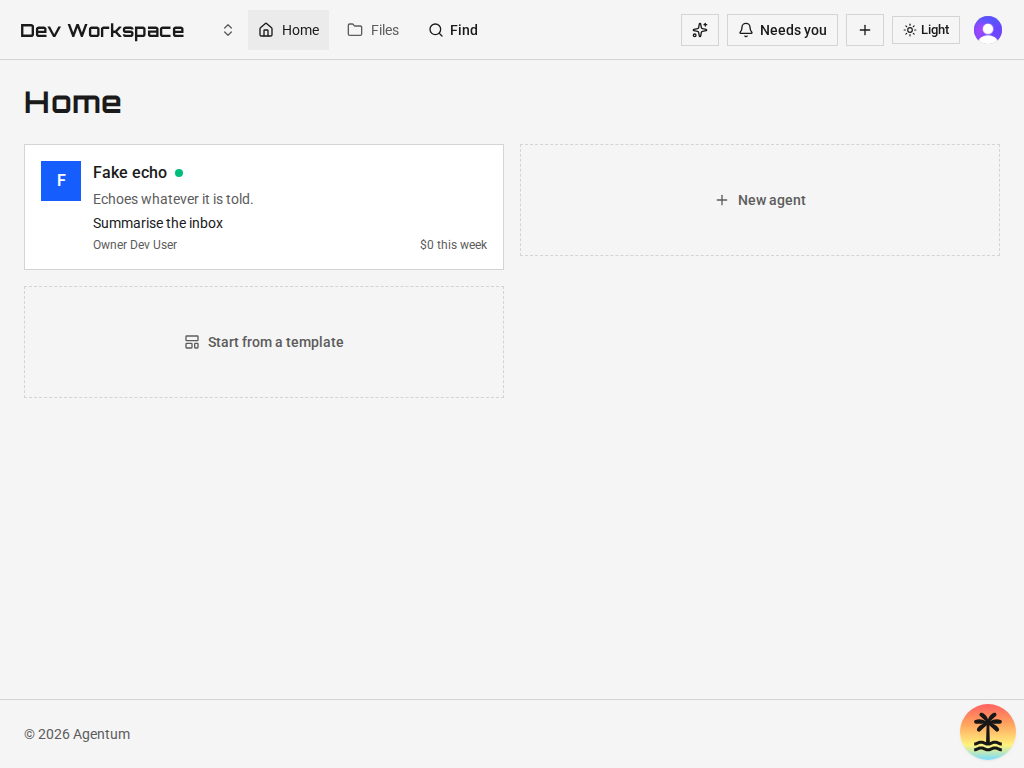 Dev Workspace
Home
Files
Find
Needs you
Light
Home
F
Fake echo
Echoes whatever it is told.
Summarise the inbox
Owner Dev User
$0 this week
New agent
Start from a template
© 2026 Agentum